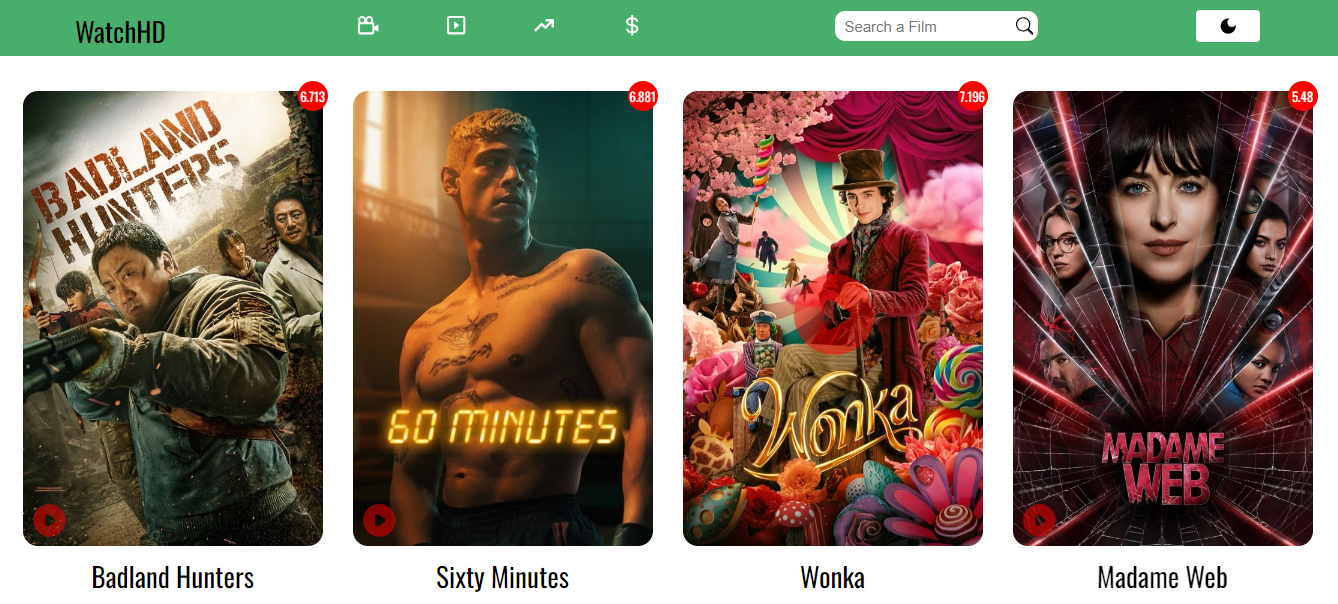 WatchHD
$
Search a Film
6.713
6.881
7.196
5.48
BADLAND
HUNTERS
60 MINUTES
Wonka
MADAME
WEB
Badland Hunters
Sixty Minutes
Wonka
Madame Web